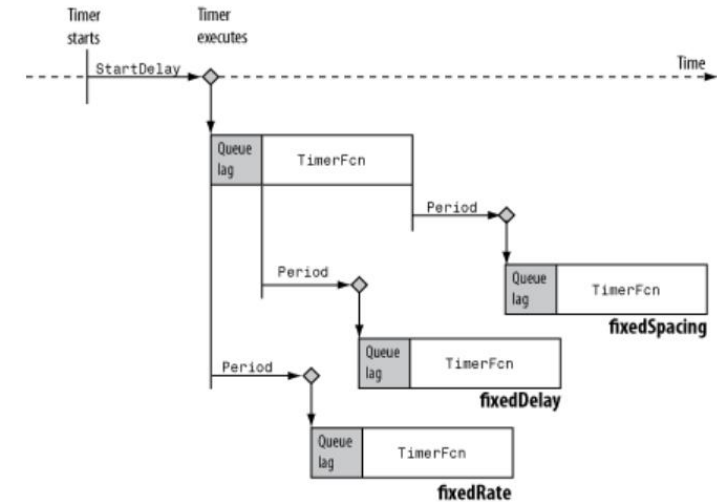 Timer
starts
Timer
executes
Time
StartDelay
Queue
lag
TimerFcn
Period
Queue
lag
TimerFcn
fixedSpacing
Period
Queue
lag
TimerFcn
fixedDelay
Period
Queue
lag
TimerFcn
fixedRate